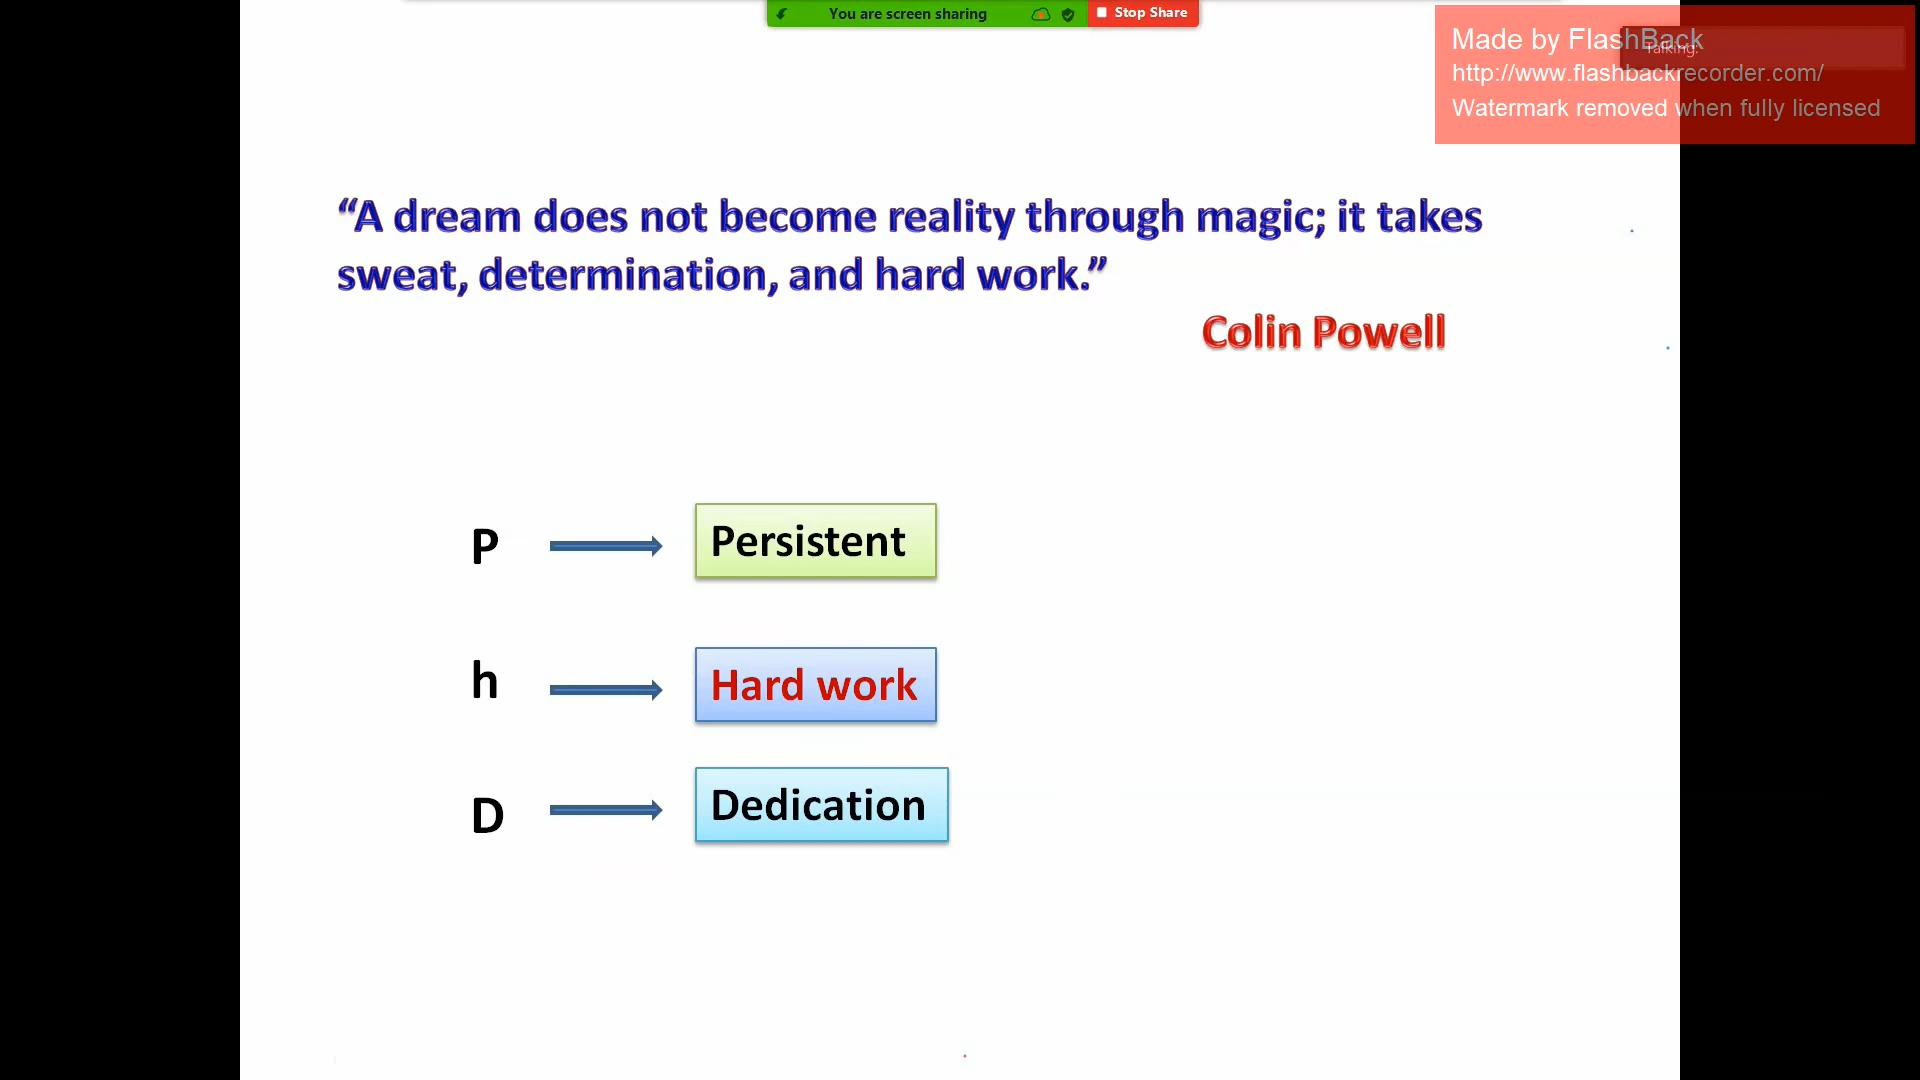 You are screen sharing
Stop Share
Made by FlashBack
Talking:
http://www.flashbackrecorder.com/
Watermark removed when fully licensed
“A dream does not become reality through magic; it takes
sweat, determination, and hard work.”
Colin Powell
P Persistent
h Hard work
D Dedication